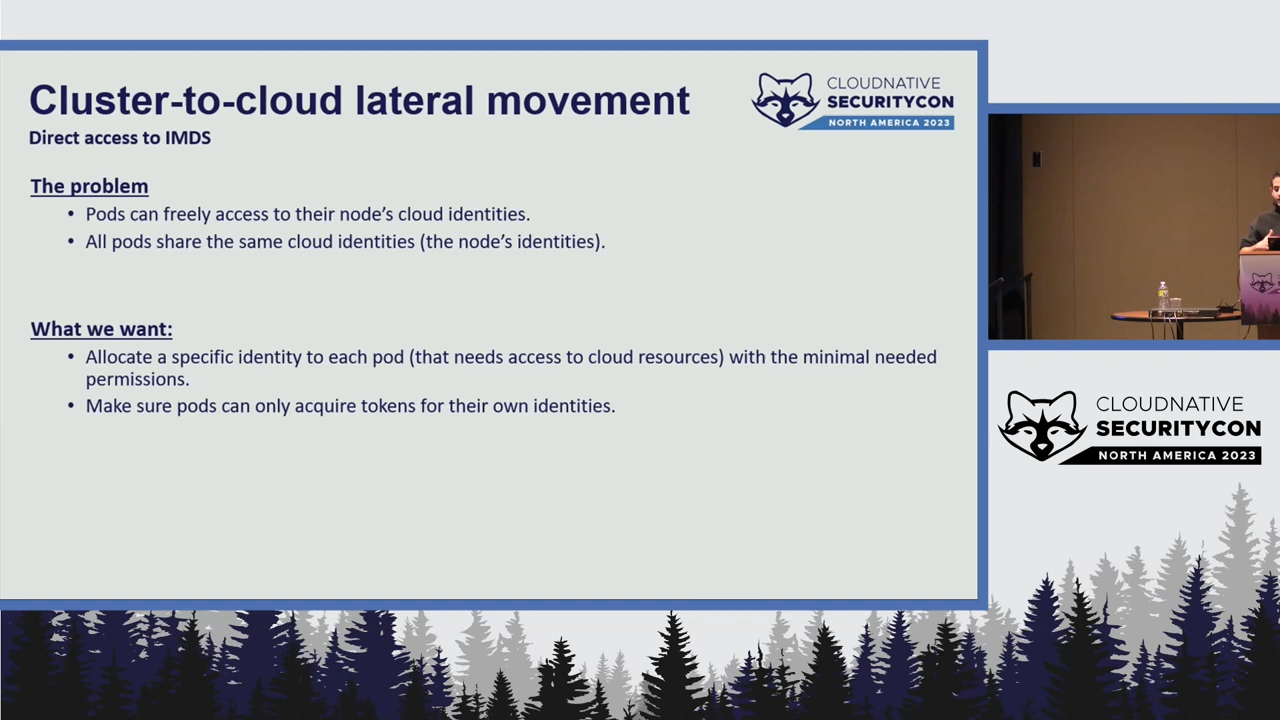 Cluster-to-cloud lateral movement
Direct access to IMDS
CLOUDNATIVE
SECURITYCON
NORTH AMERICA 2023
The problem
• Pods can freely access to their node's cloud identities.
• All pods share the same cloud identities (the node's identities).
What we want:
• Allocate a specific identity to each pod (that needs access to cloud resources) with the minimal needed
permissions.
• Make sure pods can only acquire tokens for their own identities.
CLOUDNATIVE
SECURITYCON
NORTH AMERICA 2023